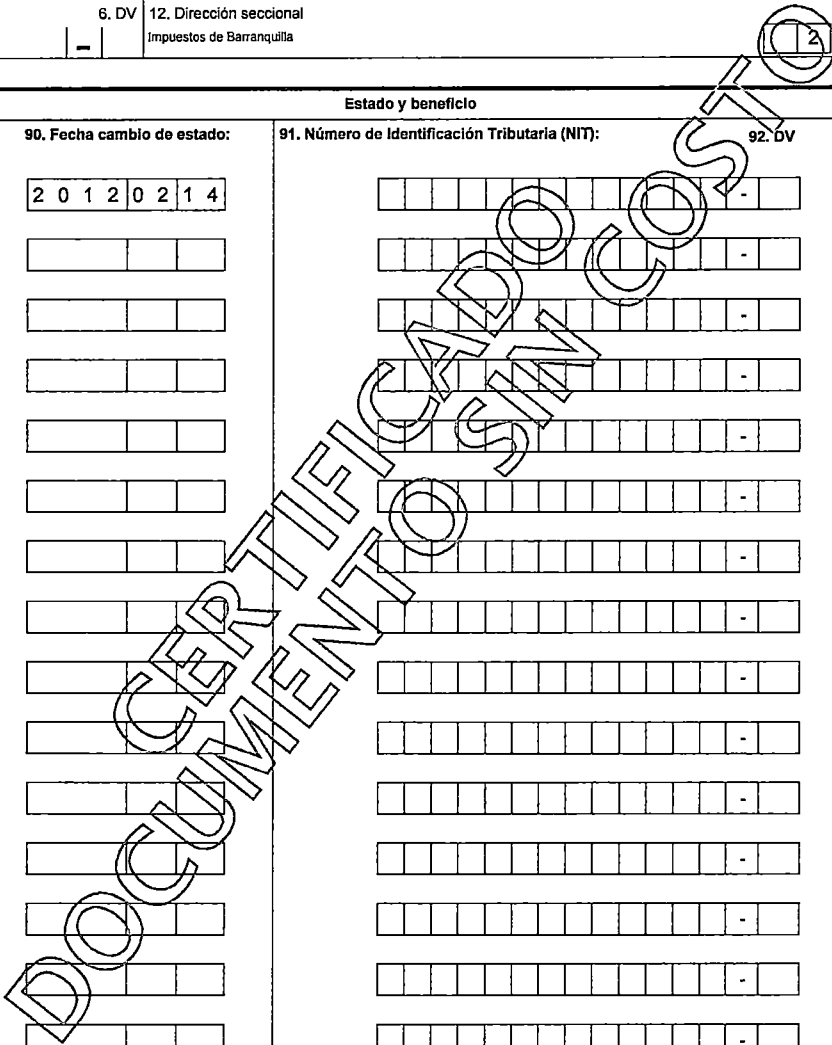 6. DV 12. Dirección seccional
- Impuestos de Barranquilla 2
Estado y beneficio
90. Fecha cambio de estado: 91. Número de Identificación Tributaria (NIT): 92. DV
2 0 1 2 0 2 1 4 -
-
-
-
-
-
-
-
-
-
-
-
-
-
-
CERTIFICADO
DOCUMENTO SIN COSTO